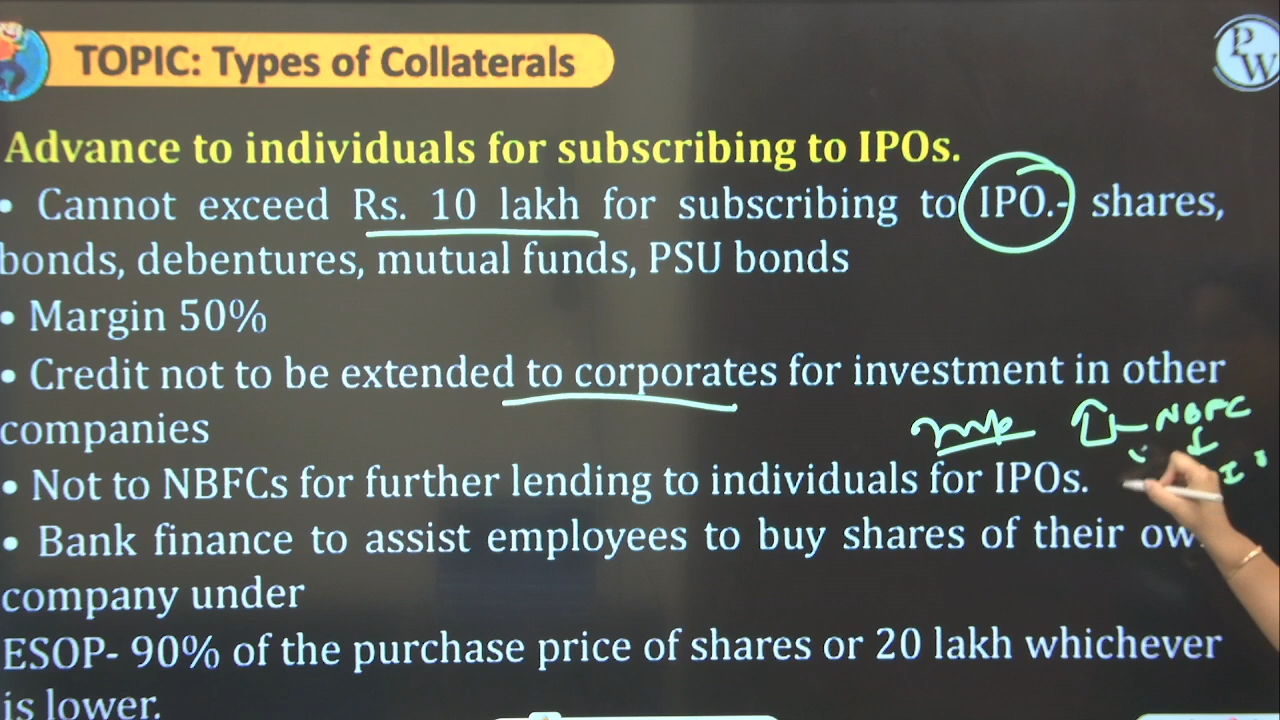 TOPIC: Types of Collaterals
PW
Advance to individuals for subscribing to IPOs.
• Cannot exceed Rs. 10 lakh for subscribing to IPO.- shares,
bonds, debentures, mutual funds, PSU bonds
• Margin 50%
• Credit not to be extended to corporates for investment in other
companies
NBFC
• Not to NBFCs for further lending to individuals for IPOs.
• Bank finance to assist employees to buy shares of their
company under
ESOP- 90% of the purchase price of shares or 20 lakh whichever
is lower.